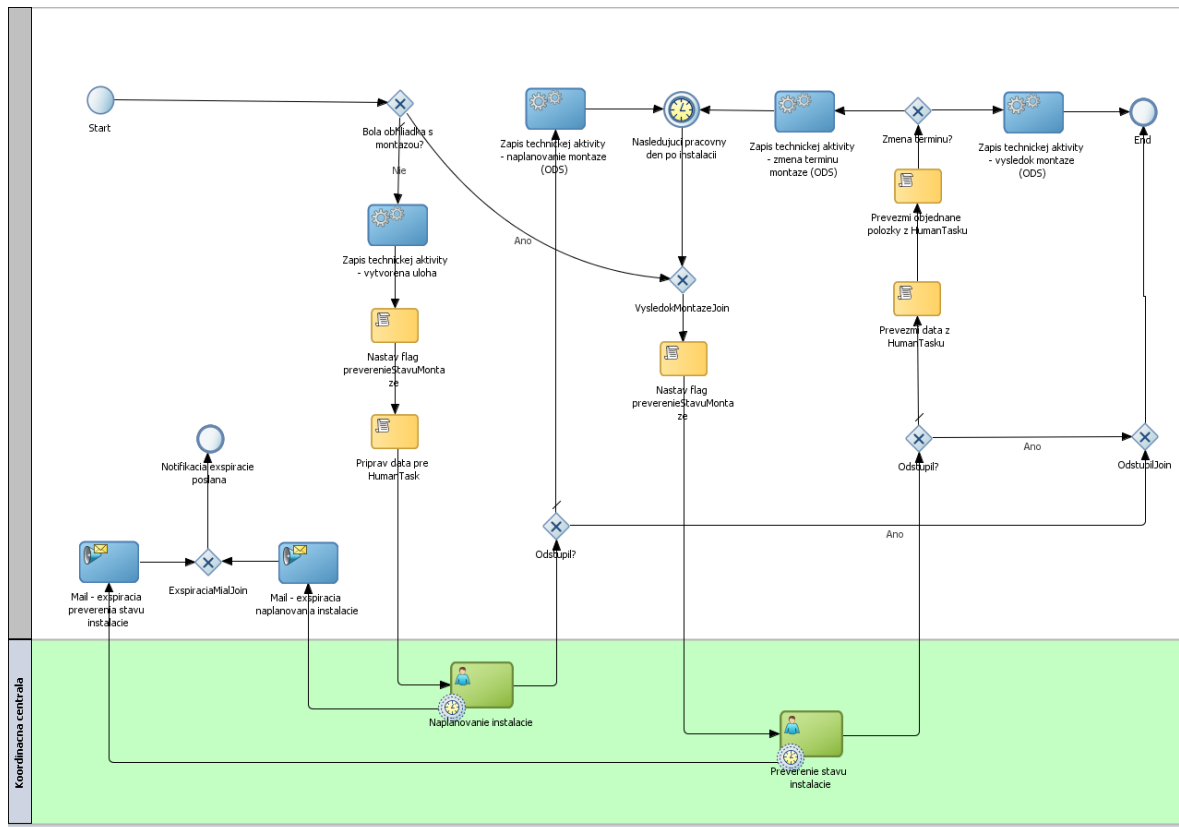 Start
Bola obhliadka s
montazou?
Nie
Ano
Zapis technickej aktivity
- vytvorena uloha
Nastav flag
preverenieStavuMonta
ze
Priprav data pre
HumanTask
Zapis technickej aktivity
- naplanovanie montaze
(ODS)
Nasledujuci pracovny
den po instalacii
Zapis technickej aktivity
- zmena terminu
montaze (ODS)
Zmena terminu?
Zapis technickej aktivity
- vysledok montaze
(ODS)
End
Prevezmi objednane
polozky z HumanTasku
VysledokMontazeJoin
Prevezmi data z
HumanTasku
Nastav flag
preverenieStavuMonta
ze
Odstupil?
Ano
OdstupilJoin
Notifikacia exspiracie
poslana
Odstupil?
Ano
Mail - exspiracia
preverenia stavu
instalacie
ExspiraciaMialJoin
Mail - exspiracia
naplanovania instalacie
Koordinacna centrala
Naplanovanie instalacie
Preverenie stavu
instalacie